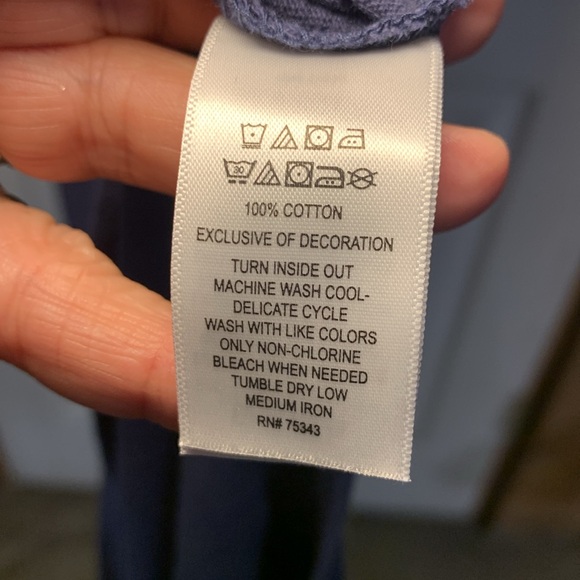 30
100% COTTON
EXCLUSIVE OF DECORATION
TURN INSIDE OUT
MACHINE WASH COOL-
DELICATE CYCLE
WASH WITH LIKE COLORS
ONLY NON-CHLORINE
BLEACH WHEN NEEDED
TUMBLE DRY LOW
MEDIUM IRON
RN# 75343